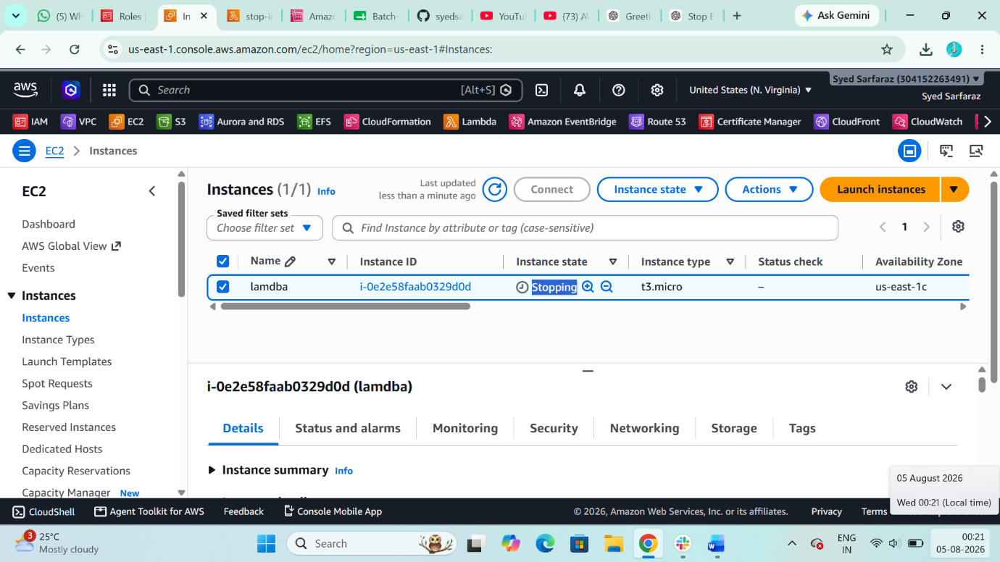 (5) Wh
Roles
In
stop-in
Amazo
Batch-
syedsa
YouTu
(73) A
Greeti
Stop E
Ask Gemini
us-east-1.console.aws.amazon.com/ec2/home?region=us-east-1#Instances:
aws
Search
[Alt+S]
United States (N. Virginia)
Syed Sarfaraz (304152263491)
Syed Sarfaraz
IAM
VPC
EC2
S3
Aurora and RDS
EFS
CloudFormation
Lambda
Amazon EventBridge
Route 53
Certificate Manager
CloudFront
CloudWatch
EC2
Instances
EC2
Dashboard
AWS Global View
Events
Instances
Instances
Instance Types
Launch Templates
Spot Requests
Savings Plans
Reserved Instances
Dedicated Hosts
Capacity Reservations
Capacity Manager New
Instances (1/1) Info
Last updated
less than a minute ago
Connect
Instance state
Actions
Launch instances
Saved filter sets
Choose filter set
Find Instance by attribute or tag (case-sensitive)
1
Name
Instance ID
Instance state
Instance type
Status check
Availability Zone
lamdba
i-0e2e58faab0329d0d
Stopping
t3.micro
–
us-east-1c
i-0e2e58faab0329d0d (lamdba)
Details
Status and alarms
Monitoring
Security
Networking
Storage
Tags
Instance summary Info
05 August 2026
Wed 00:21 (Local time)
CloudShell
Agent Toolkit for AWS
Feedback
Console Mobile App
© 2026, Amazon Web Services, Inc. or its affiliates.
Privacy
Terms
3
25°C
Mostly cloudy
Search
ENG
IN
00:21
05-08-2026